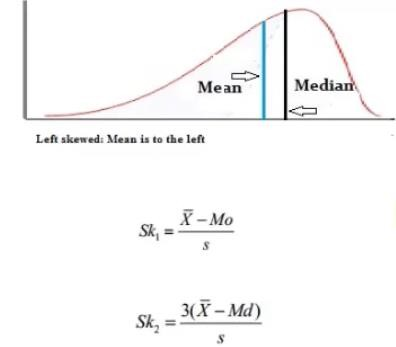 Mean
Median
Left skewed: Mean is to the left
Sk₁ = X̅ – Mo / s
Sk₂ = 3(X̅ – Md) / s